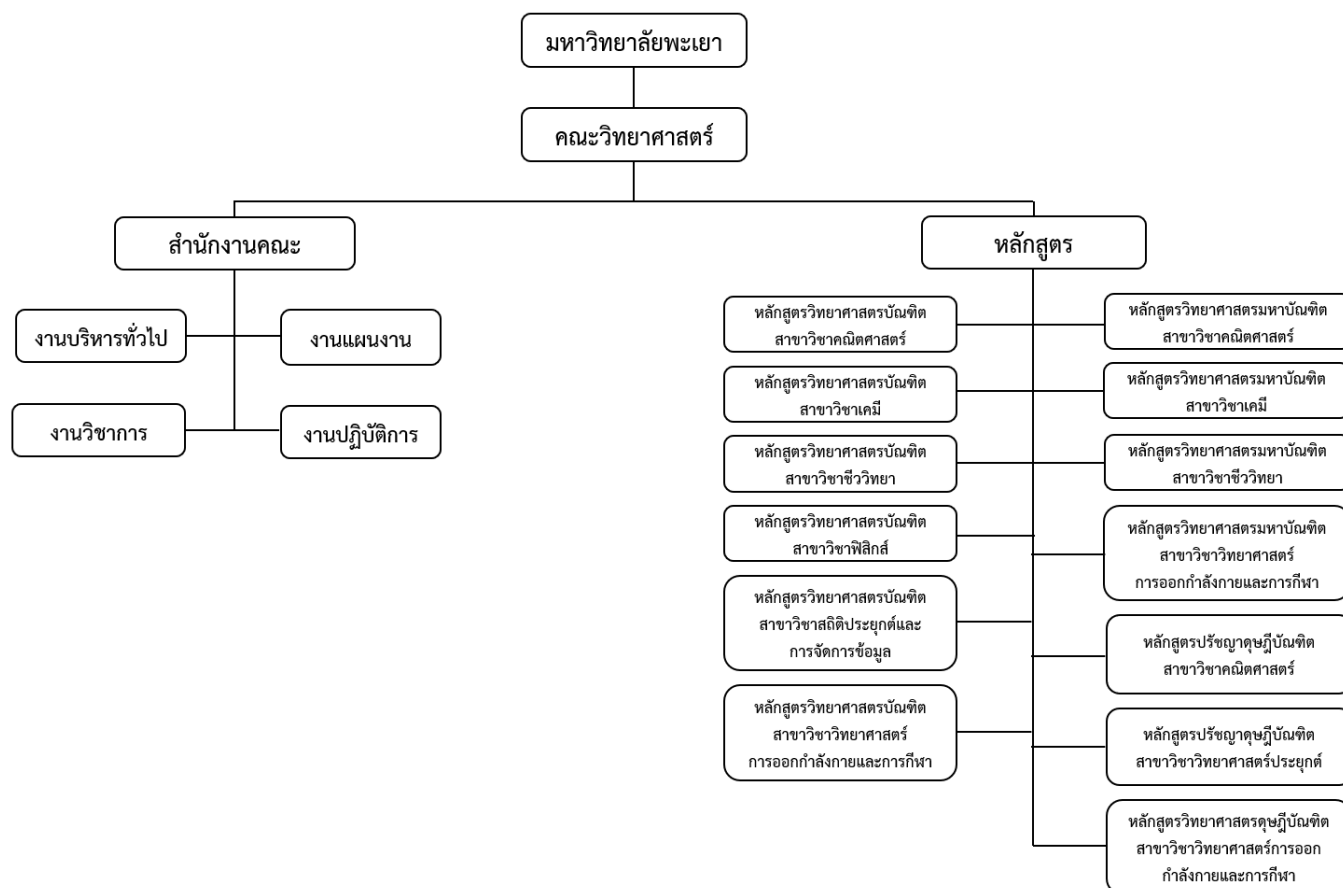 มหาวิทยาลัยพะเยา
คณะวิทยาศาสตร์
สำนักงานคณะ
งานบริหารทั่วไป
งานแผนงาน
งานวิชาการ
งานปฏิบัติการ
หลักสูตร
หลักสูตรวิทยาศาสตรบัณฑิต
สาขาวิชาคณิตศาสตร์
หลักสูตรวิทยาศาสตรบัณฑิต
สาขาวิชาเคมี
หลักสูตรวิทยาศาสตรบัณฑิต
สาขาวิชาชีววิทยา
หลักสูตรวิทยาศาสตรบัณฑิต
สาขาวิชาฟิสิกส์
หลักสูตรวิทยาศาสตรบัณฑิต
สาขาวิชาสถิติประยุกต์และ
การจัดการข้อมูล
หลักสูตรวิทยาศาสตรบัณฑิต
สาขาวิชาวิทยาศาสตร์
การออกกำลังกายและการกีฬา
หลักสูตรวิทยาศาสตรมหาบัณฑิต
สาขาวิชาคณิตศาสตร์
หลักสูตรวิทยาศาสตรมหาบัณฑิต
สาขาวิชาเคมี
หลักสูตรวิทยาศาสตรมหาบัณฑิต
สาขาวิชาชีววิทยา
หลักสูตรวิทยาศาสตรมหาบัณฑิต
สาขาวิชาวิทยาศาสตร์
การออกกำลังกายและการกีฬา
หลักสูตรปรัชญาดุษฎีบัณฑิต
สาขาวิชาคณิตศาสตร์
หลักสูตรปรัชญาดุษฎีบัณฑิต
สาขาวิชาวิทยาศาสตร์ประยุกต์
หลักสูตรวิทยาศาสตรดุษฎีบัณฑิต
สาขาวิชาวิทยาศาสตร์การออก
กำลังกายและการกีฬา